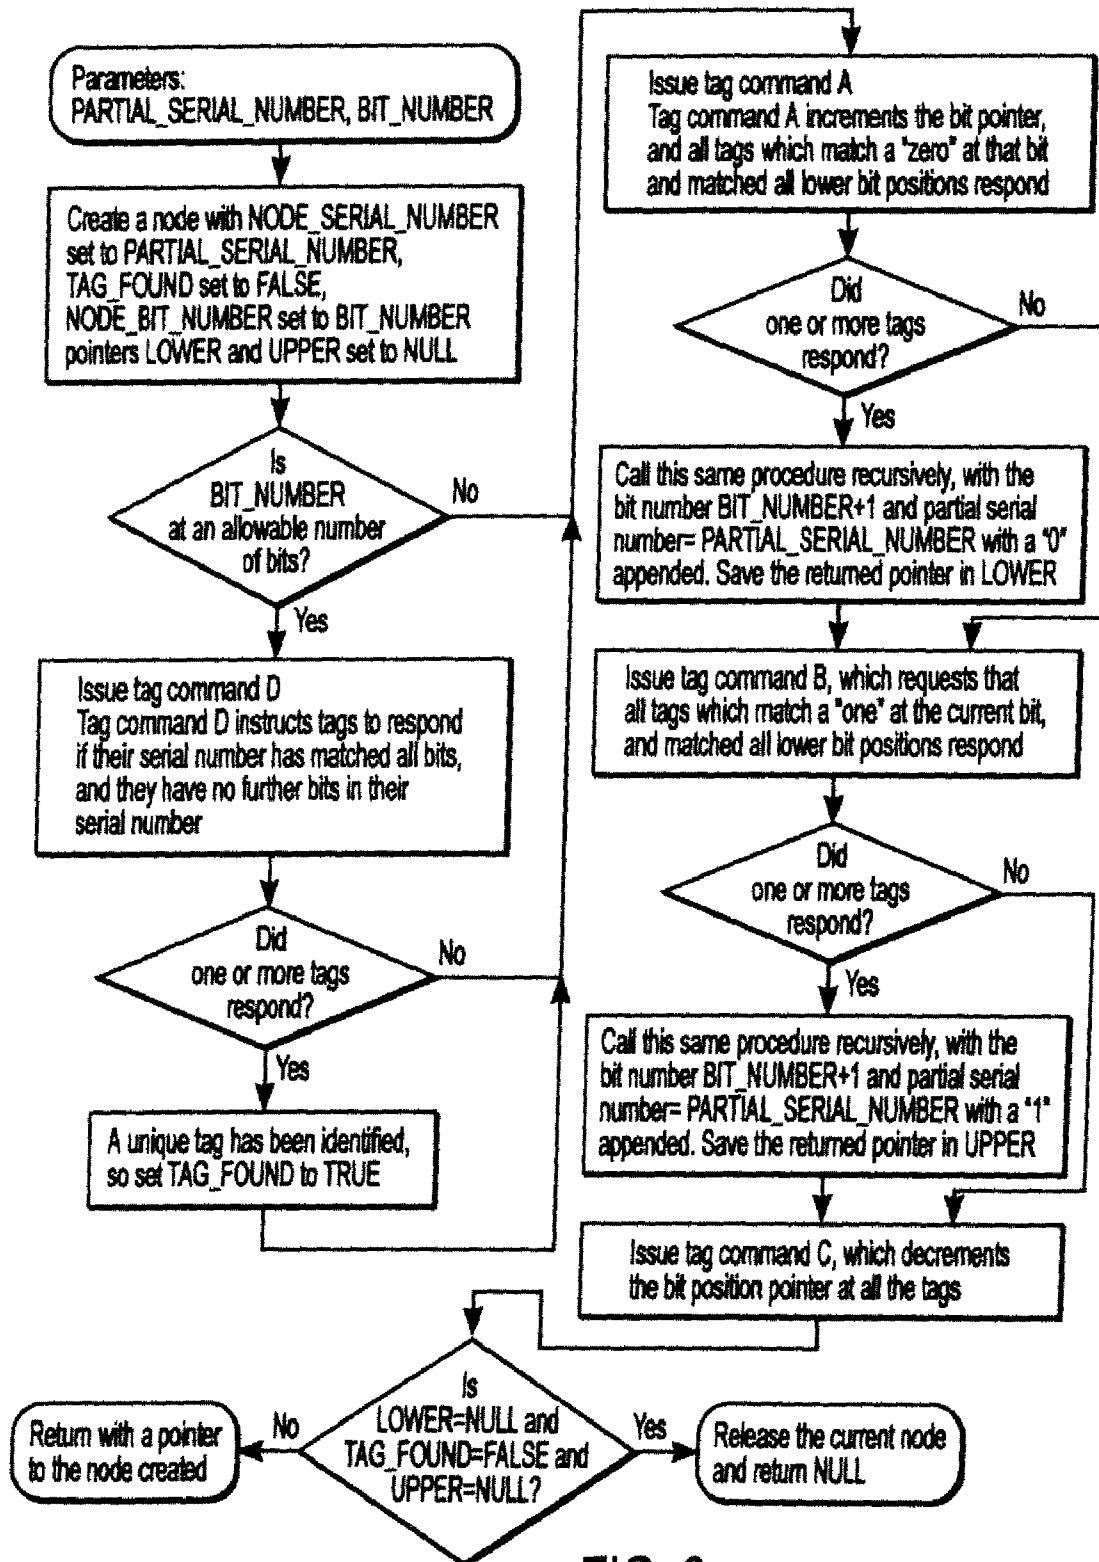 Parameters:
PARTIAL_SERIAL_NUMBER, BIT_NUMBER
Create a node with NODE_SERIAL_NUMBER
set to PARTIAL_SERIAL_NUMBER,
TAG_FOUND set to FALSE,
NODE_BIT_NUMBER set to BIT_NUMBER
pointers LOWER and UPPER set to NULL
Is
BIT_NUMBER
at an allowable number
of bits?
No
Yes
Issue tag command D
Tag command D instructs tags to respond
if their serial number has matched all bits,
and they have no further bits in their
serial number
Did
one or more tags
respond?
No
Yes
A unique tag has been identified,
so set TAG_FOUND to TRUE
Issue tag command A
Tag command A increments the bit pointer,
and all tags which match a "zero" at that bit
and matched all lower bit positions respond
Did
one or more tags
respond?
No
Yes
Call this same procedure recursively, with the
bit number BIT_NUMBER+1 and partial serial
number= PARTIAL_SERIAL_NUMBER with a "0"
appended. Save the returned pointer in LOWER
Issue tag command B, which requests that
all tags which match a "one" at the current bit,
and matched all lower bit positions respond
Did
one or more tags
respond?
No
Yes
Call this same procedure recursively, with the
bit number BIT_NUMBER+1 and partial serial
number= PARTIAL_SERIAL_NUMBER with a "1"
appended. Save the returned pointer in UPPER
Issue tag command C, which decrements
the bit position pointer at all the tags
Is
LOWER=NULL and
TAG_FOUND=FALSE and
UPPER=NULL?
No
Yes
Return with a pointer
to the node created
Release the current node
and return NULL